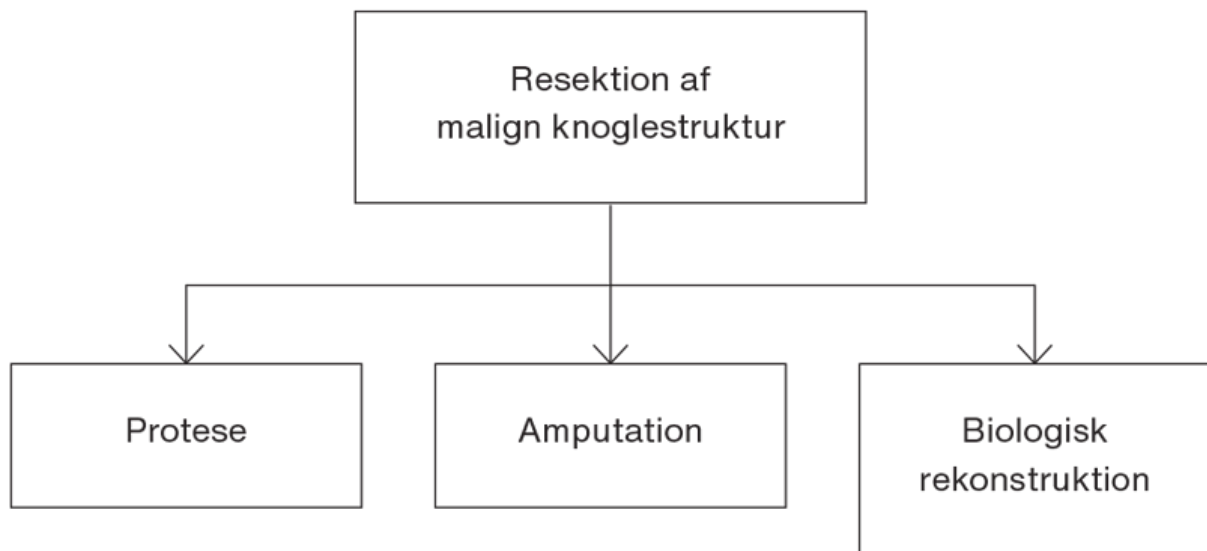 Resektion af
malign knoglestruktur
Protese
Amputation
Biologisk
rekonstruktion